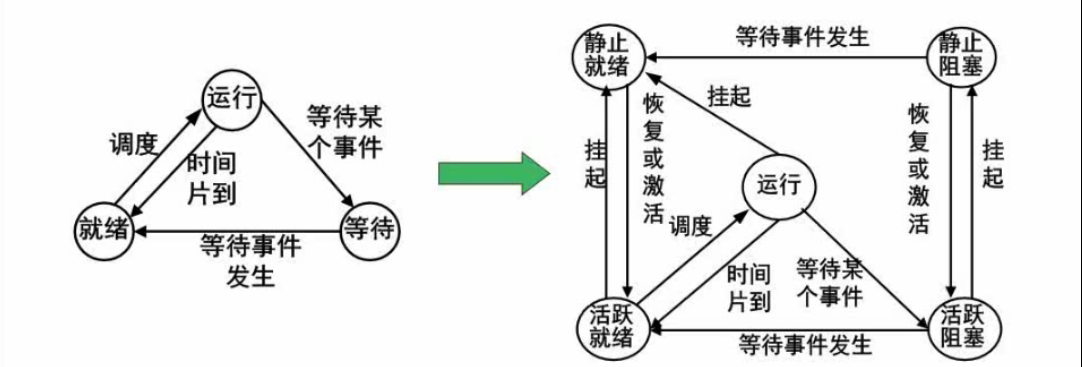 运行
等待某
个事件
调度
时间
片到
就绪
等待
等待事件
发生
静止
就绪
等待事件发生
静止
阻塞
挂起
恢复或激活
挂起
运行
恢复或激活
挂起
调度
时间
片到
等待某
个事件
活跃
就绪
活跃
阻塞
等待事件发生